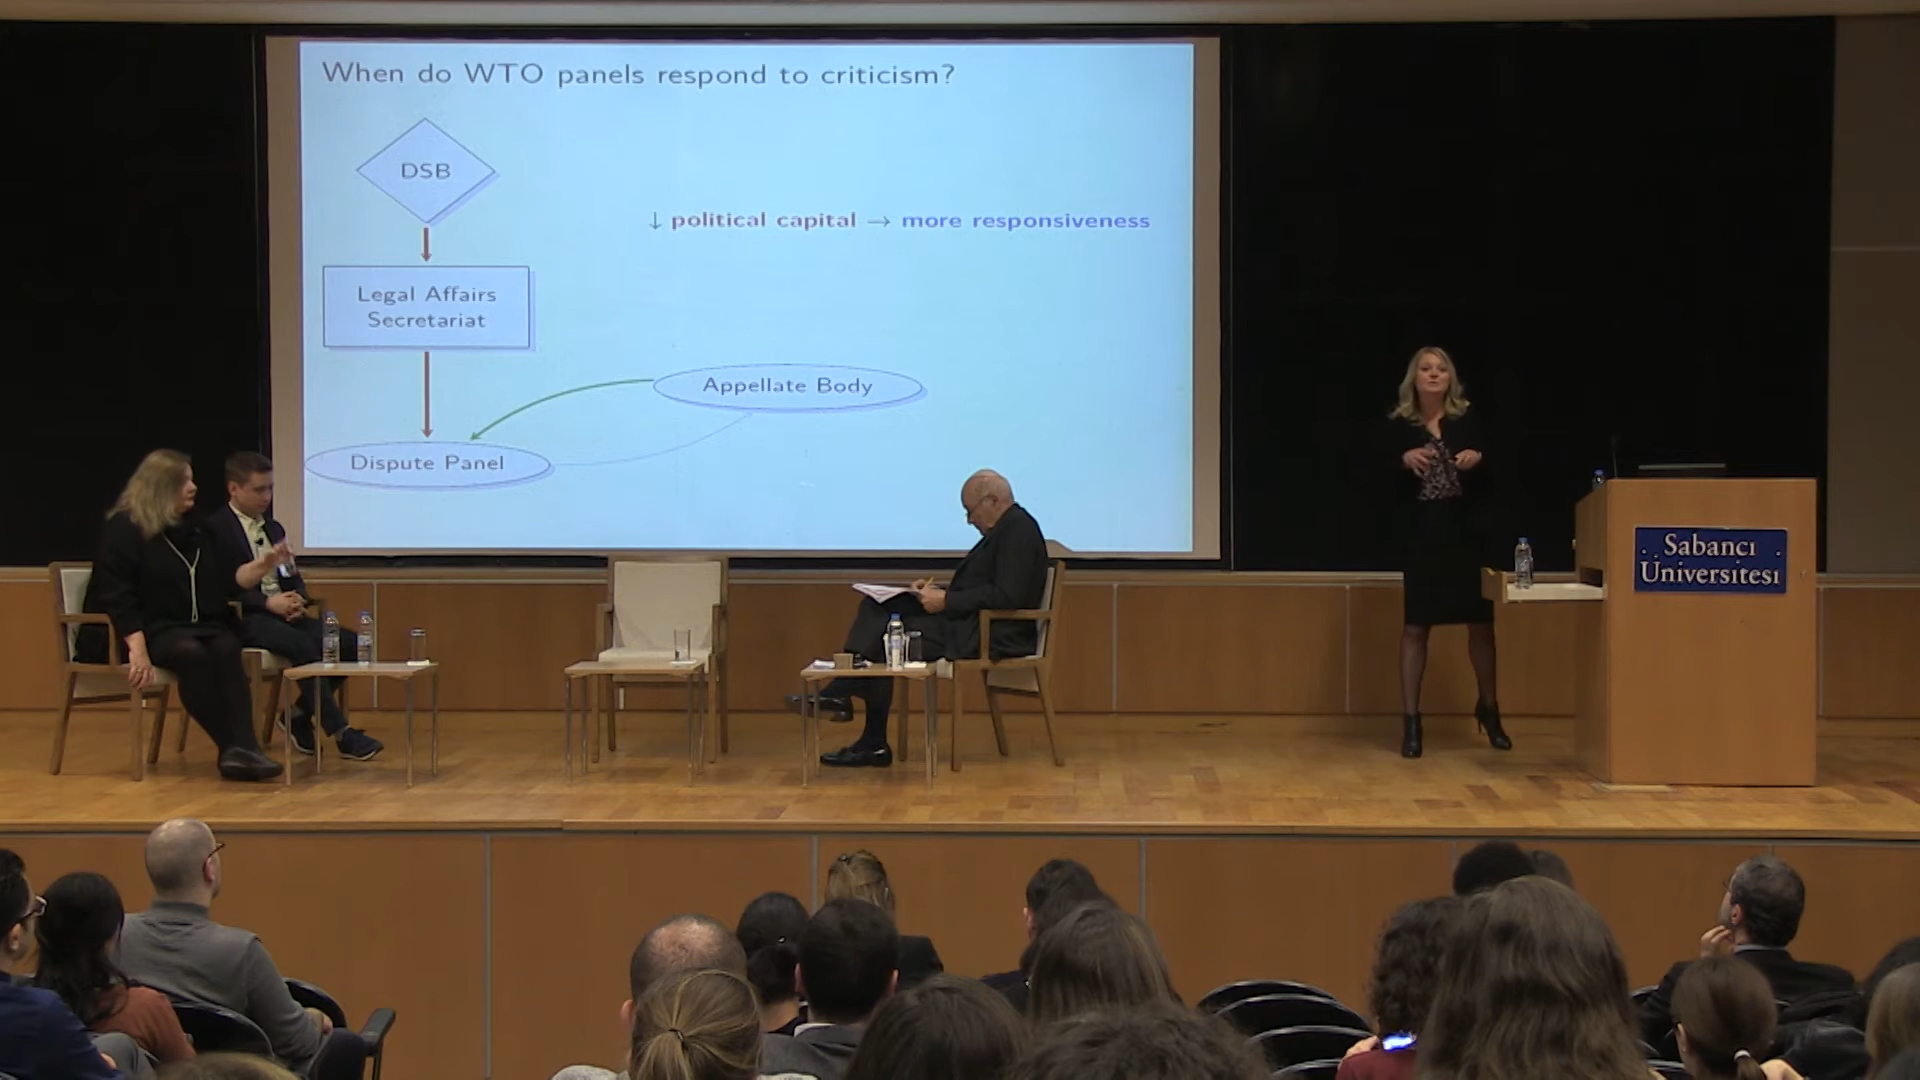 When do WTO panels respond to criticism?
DSB
↓ political capital → more responsiveness
Legal Affairs
Secretariat
Appellate Body
Dispute Panel
Sabancı
Üniversitesi